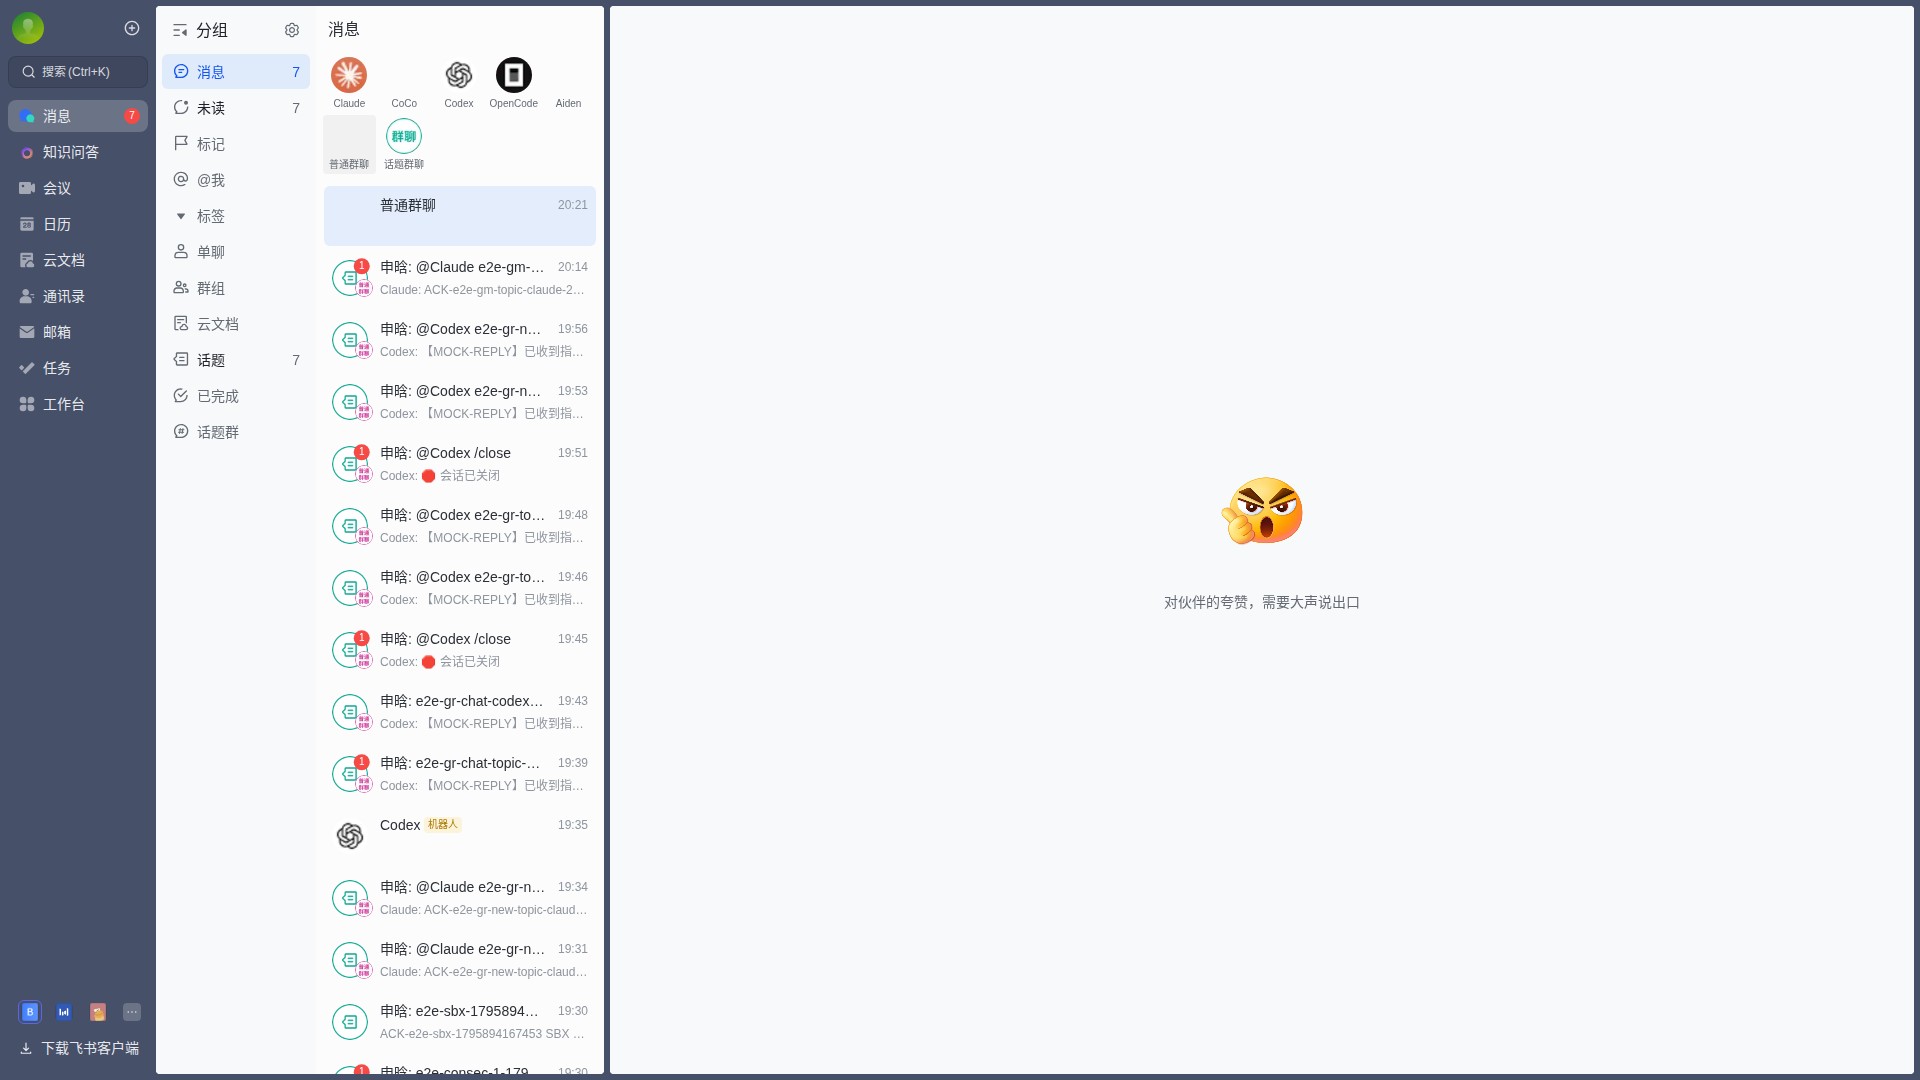 搜索 (Ctrl+K)
消息
7
知识问答
会议
日历
云文档
通讯录
邮箱
任务
工作台
下载飞书客户端
分组
消息
7
未读
7
标记
@我
标签
单聊
群组
云文档
话题
7
已完成
话题群
消息
Claude
CoCo
Codex
OpenCode
Aiden
普通群聊
群聊
话题群聊
普通群聊
20:21
1
申晗: @Claude e2e-gm-...
20:14
Claude: ACK-e2e-gm-topic-claude-2...
申晗: @Codex e2e-gr-n...
19:56
Codex: 【MOCK-REPLY】已收到指...
申晗: @Codex e2e-gr-n...
19:53
Codex: 【MOCK-REPLY】已收到指...
1
申晗: @Codex /close
19:51
Codex: 🛑 会话已关闭
申晗: @Codex e2e-gr-to...
19:48
Codex: 【MOCK-REPLY】已收到指...
申晗: @Codex e2e-gr-to...
19:46
Codex: 【MOCK-REPLY】已收到指...
1
申晗: @Codex /close
19:45
Codex: 🛑 会话已关闭
申晗: e2e-gr-chat-codex...
19:43
Codex: 【MOCK-REPLY】已收到指...
1
申晗: e2e-gr-chat-topic-...
19:39
Codex: 【MOCK-REPLY】已收到指...
Codex 机器人
19:35
申晗: @Claude e2e-gr-n...
19:34
Claude: ACK-e2e-gr-new-topic-claud...
申晗: @Claude e2e-gr-n...
19:31
Claude: ACK-e2e-gr-new-topic-claud...
申晗: e2e-sbx-1795894...
19:30
ACK-e2e-sbx-1795894167453 SBX ...
1
申晗: e2e-consec-1-179...
19:30
对伙伴的夸赞，需要大声说出口